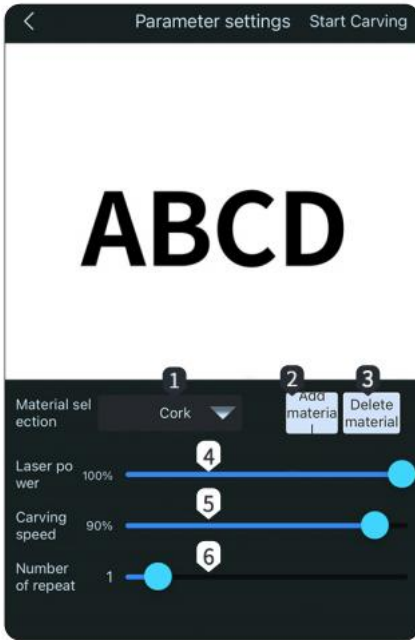 Parameter settings Start Carving
ABCD
1 2 3
Material sel
ection
Cork
Add
materia
l
Delete
material
4
Laser po
wer
100%
5
Carving
speed
90%
6
Number
of repeat
1